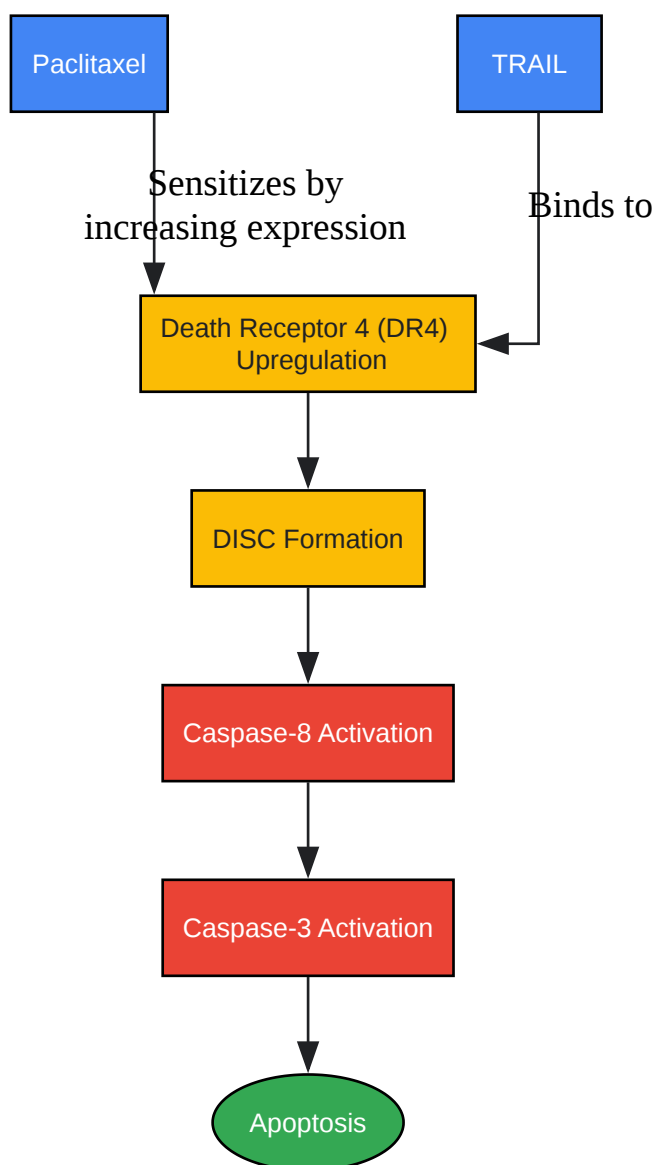 Paclitaxel
TRAIL
Sensitizes by
increasing expression
Binds to
Death Receptor 4 (DR4)
Upregulation
DISC Formation
Caspase-8 Activation
Caspase-3 Activation
Apoptosis